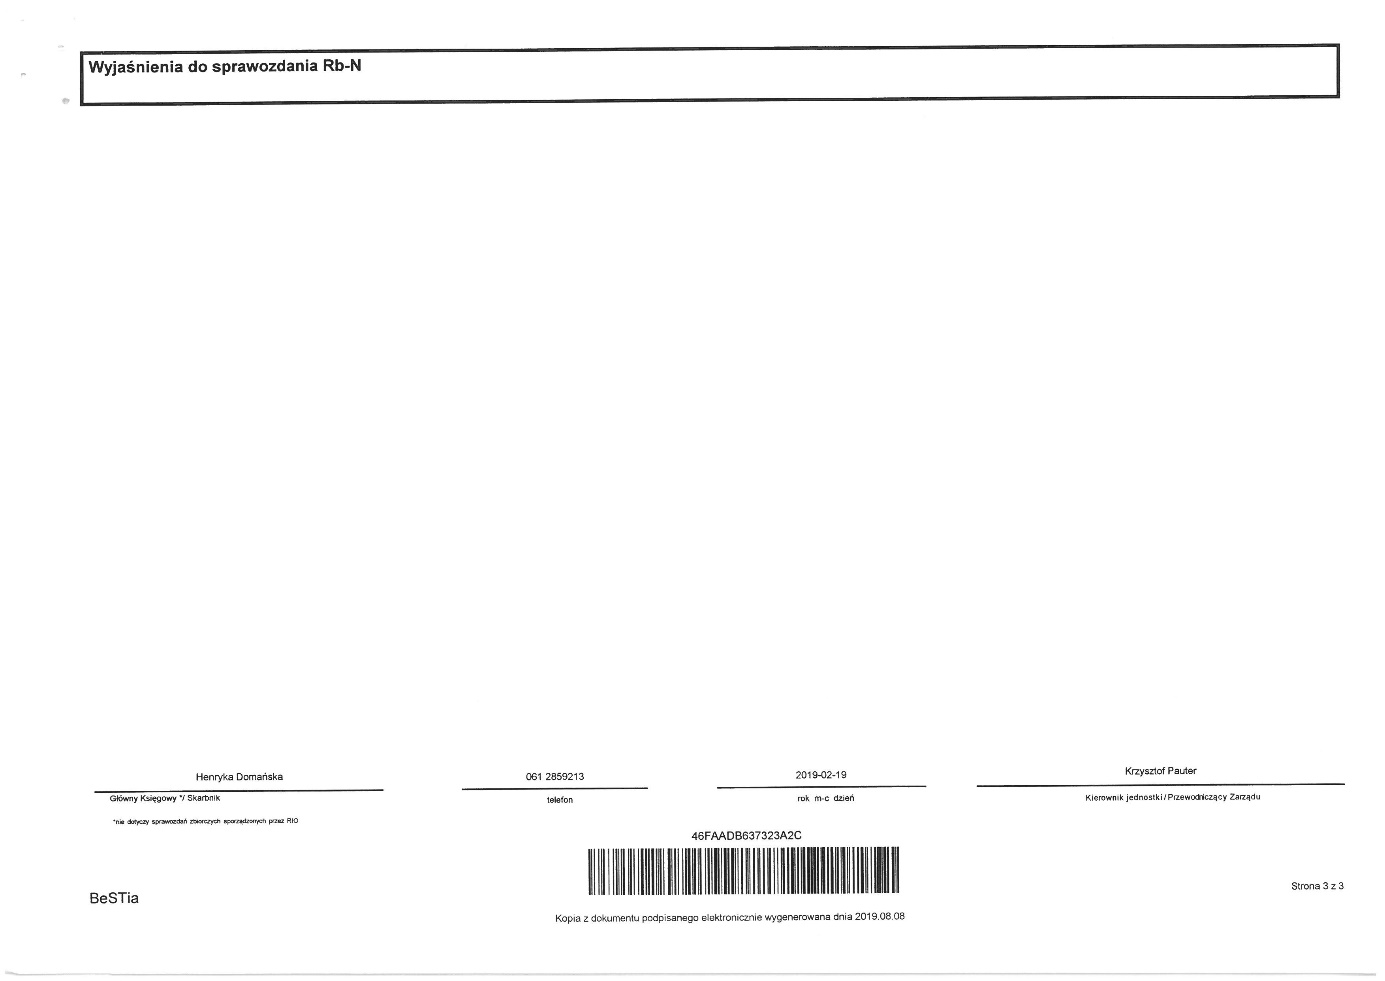 Wyjaśnienia do sprawozdania Rb-N
Henryka Domańska
061 2859213
2019-02-19
Krzysztof Pauter
Główny Księgowy */ Skarbnik
telefon
rok m-c dzień
Kierownik jednostki / Przewodniczący Zarządu
*nie dotyczy sprawozdań zbiorczych sporządzonych przez RIO
46FAADB637323A2C
BeSTia
Strona 3 z 3
Kopia z dokumentu podpisanego elektronicznie wygenerowana dnia 2019.08.08